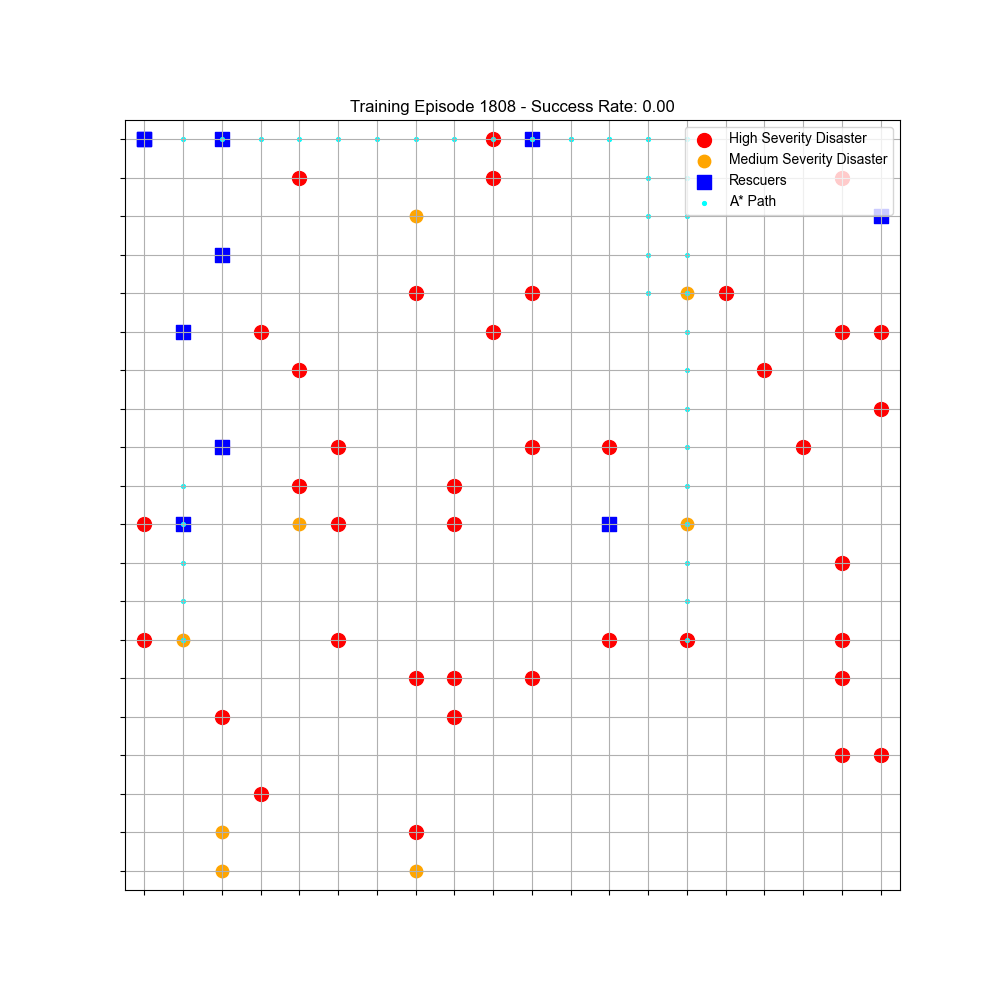 Training Episode 1808 - Success Rate: 0.00
High Severity Disaster
Medium Severity Disaster
Rescuers
A* Path